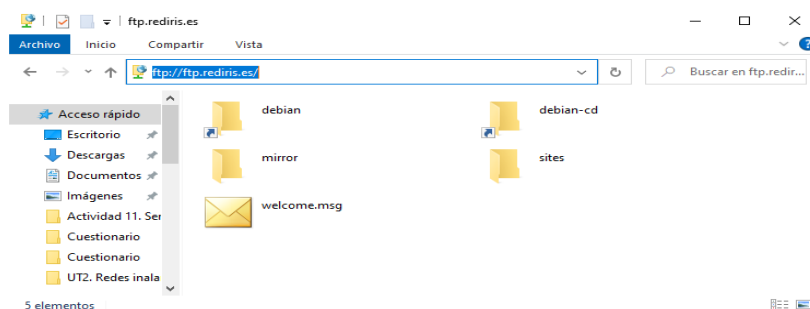 ftp.rediris.es
Archivo Inicio Compartir Vista
ftp://ftp.rediris.es/ Buscar en ftp.redir...
Acceso rápido
Escritorio
Descargas
Documentos
Imágenes
Actividad 11. Ser
Cuestionario
Cuestionario
UT2. Redes inala
debian debian-cd
mirror sites
welcome.msg
5 elementos